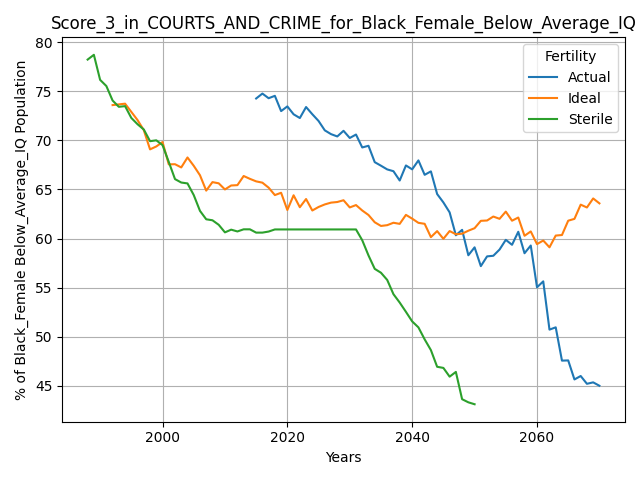 Score_3_in_COURTS_AND_CRIME_for_Black_Female_Below_Average_IQ
% of Black_Female Below_Average_IQ Population
80
75
70
65
60
55
50
45
Fertility
Actual
Ideal
Sterile
2000
2020
2040
2060
Years